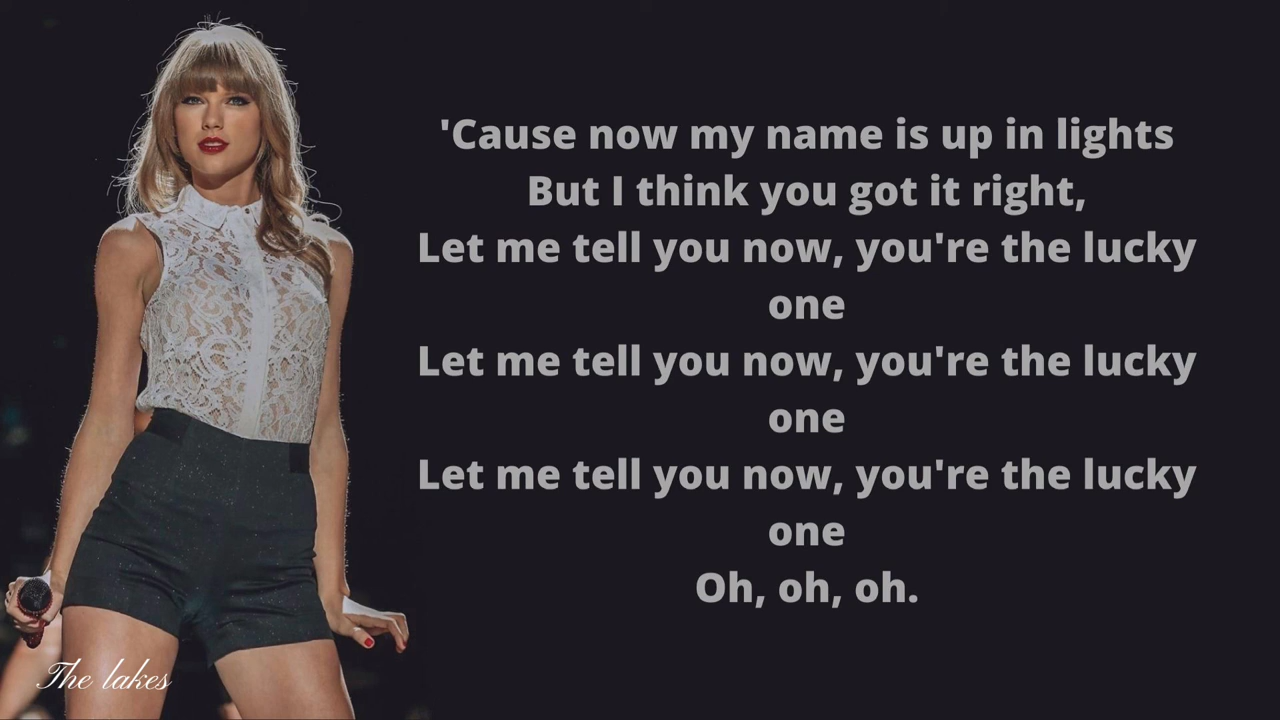 'Cause now my name is up in lights
But I think you got it right,
Let me tell you now, you're the lucky
one
Let me tell you now, you're the lucky
one
Let me tell you now, you're the lucky
one
Oh, oh, oh.
The lakes